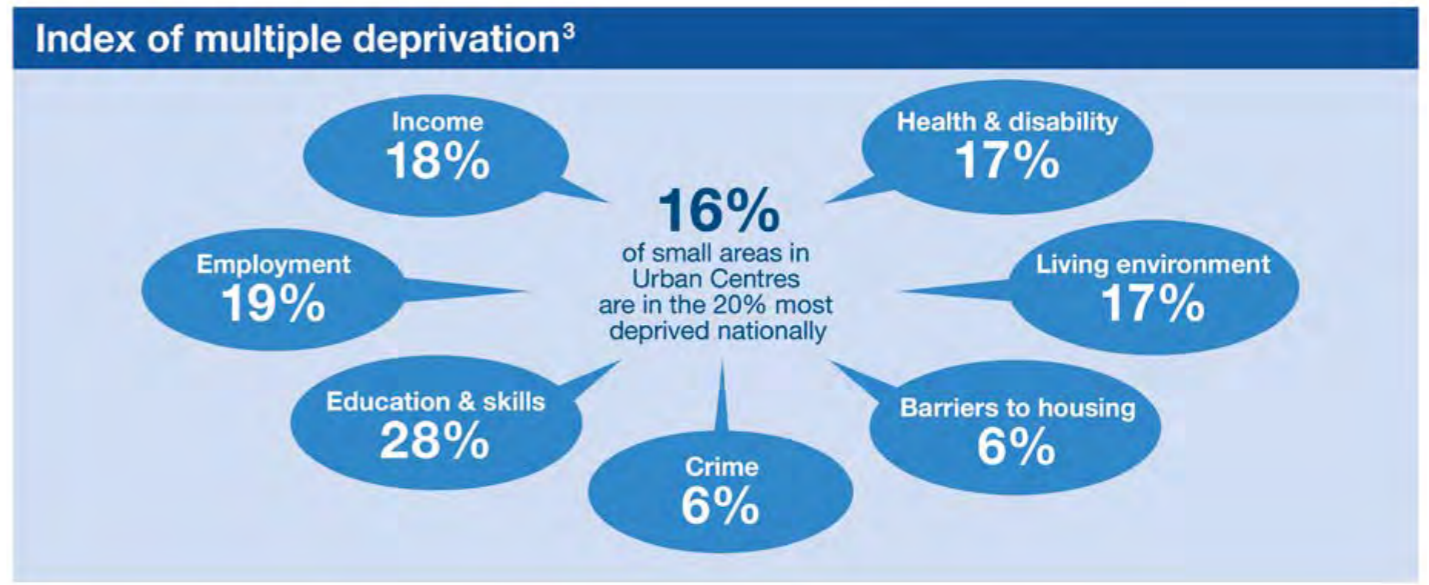 Index of multiple deprivation³
Income
18%
Health & disability
17%
16%
of small areas in
Urban Centres
are in the 20% most
deprived nationally
Employment
19%
Living environment
17%
Education & skills
28%
Barriers to housing
6%
Crime
6%